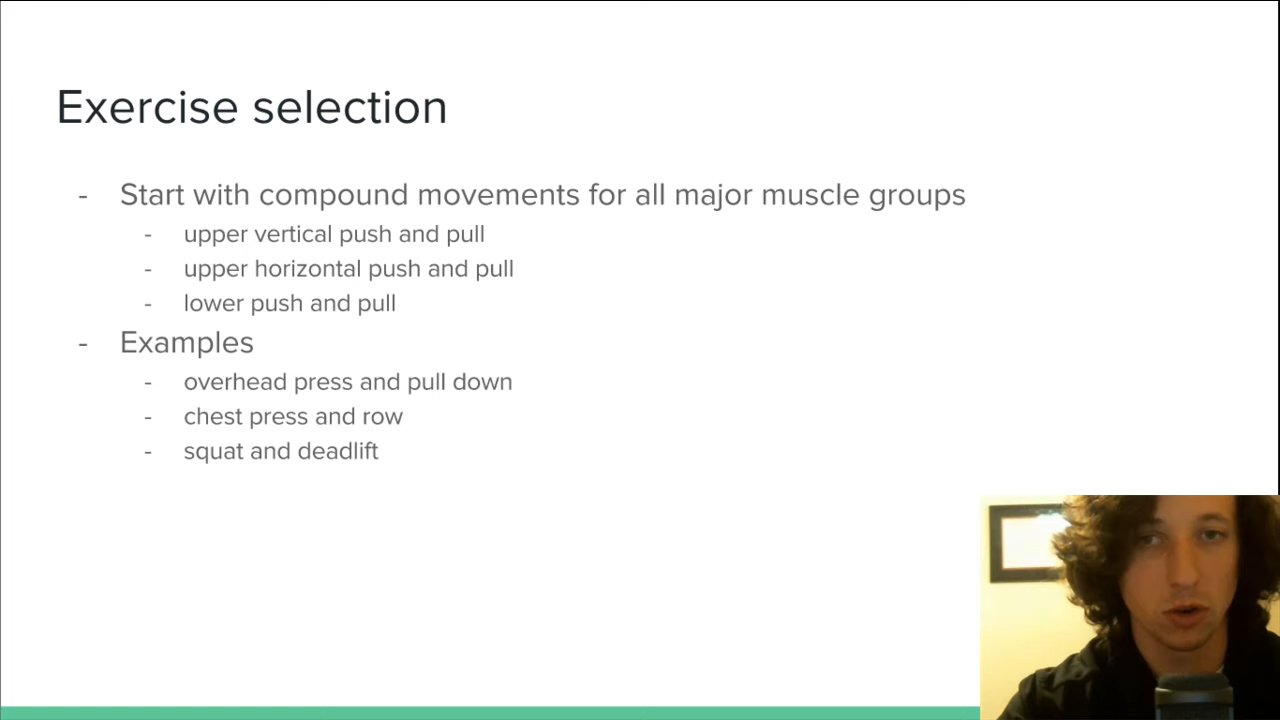 Exercise selection
- Start with compound movements for all major muscle groups
- upper vertical push and pull
- upper horizontal push and pull
- lower push and pull
- Examples
- overhead press and pull down
- chest press and row
- squat and deadlift